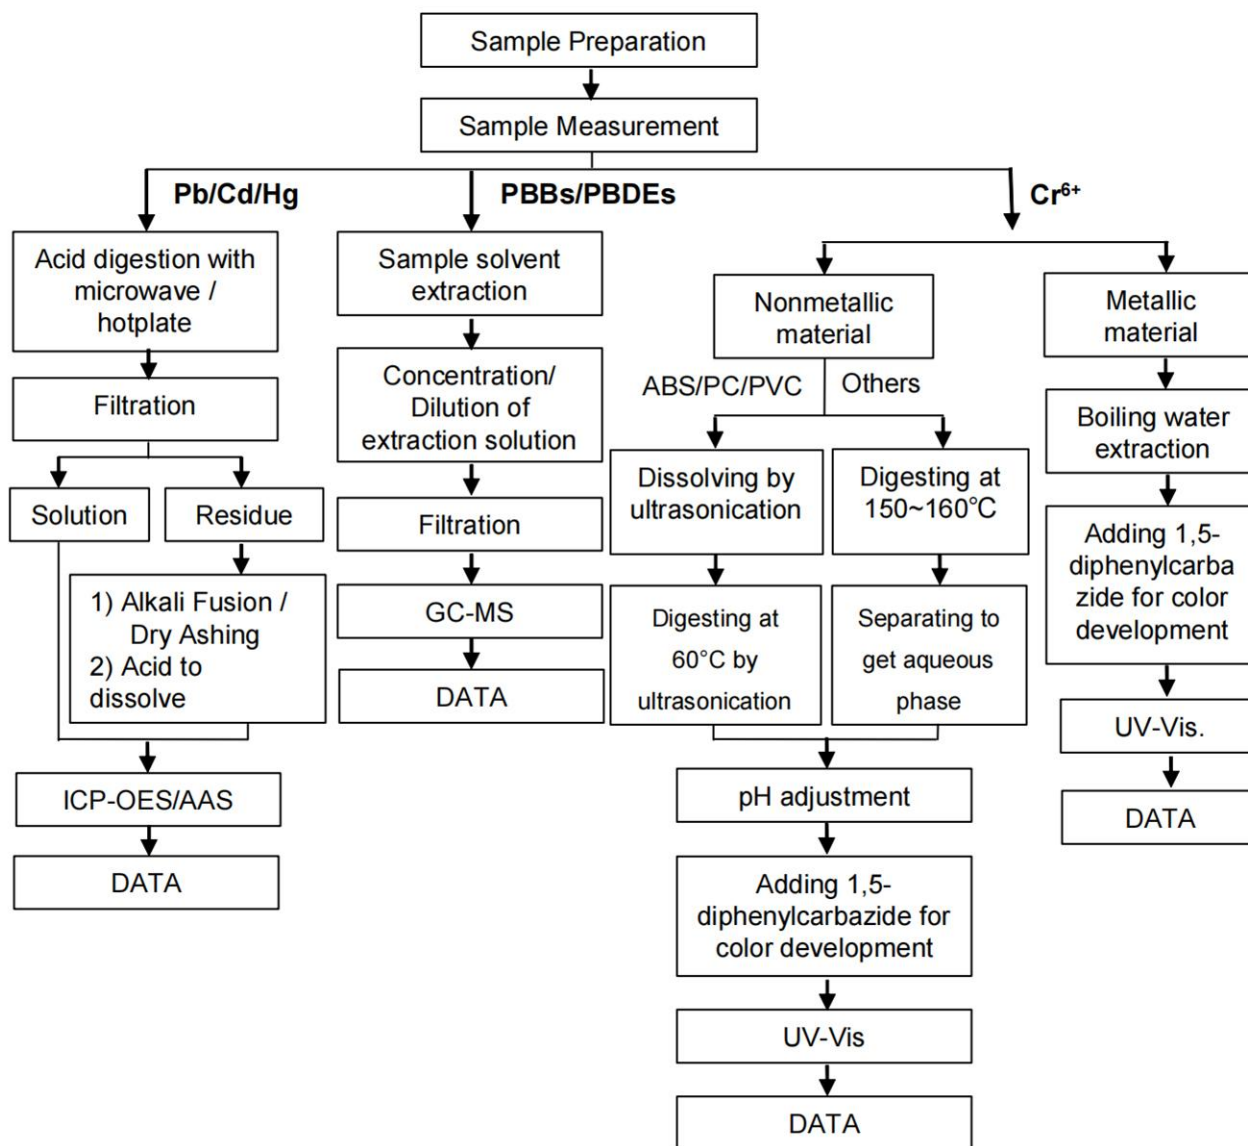 Sample Preparation
Sample Measurement
Pb/Cd/Hg
PBBs/PBDEs
Cr⁶⁺
Acid digestion with
microwave /
hotplate
Filtration
Solution
Residue
1) Alkali Fusion /
Dry Ashing
2) Acid to
dissolve
ICP-OES/AAS
DATA
Sample solvent
extraction
Concentration/
Dilution of
extraction solution
Filtration
GC-MS
DATA
Nonmetallic
material
ABS/PC/PVC
Others
Dissolving by
ultrasonication
Digesting at
60°C by
ultrasonication
Digesting at
150~160°C
Separating to
get aqueous
phase
pH adjustment
Adding 1,5-
diphenylcarbazide for
color development
UV-Vis
DATA
Metallic
material
Boiling water
extraction
Adding 1,5-
diphenylcarba
zide for color
development
UV-Vis.
DATA